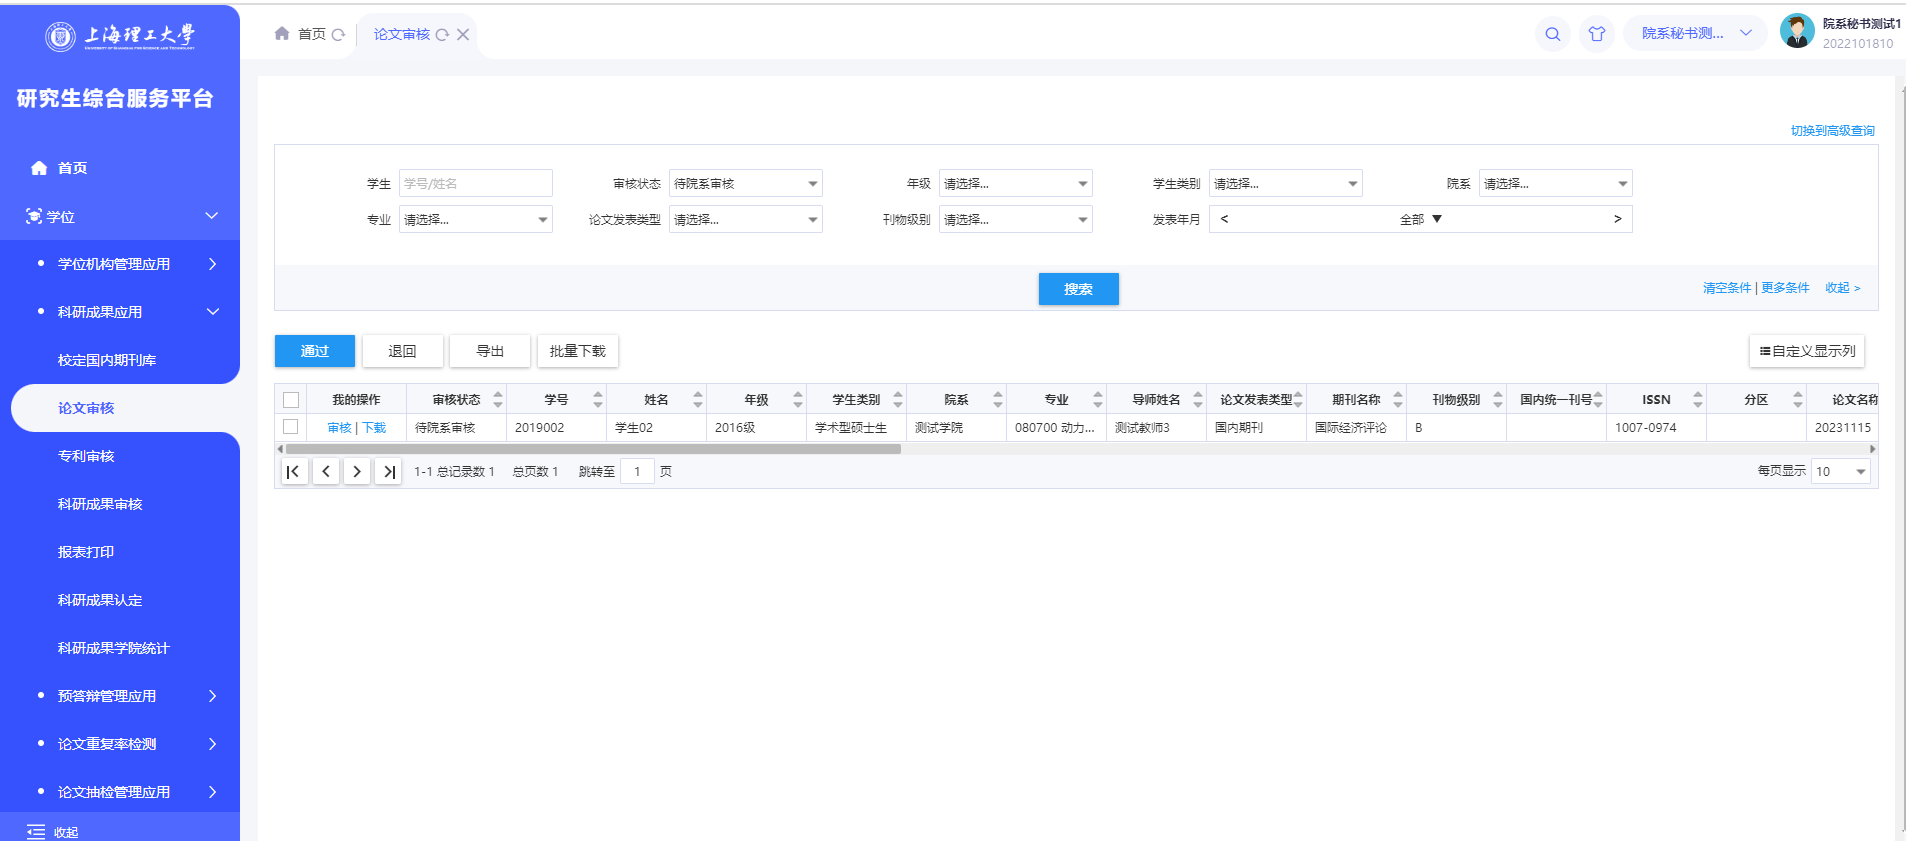 上海理工大学
UNIVERSITY OF SHANGHAI FOR SCIENCE AND TECHNOLOGY
研究生综合服务平台
首页
学位
学位机构管理应用
科研成果应用
校定国内期刊库
论文审核
专利审核
科研成果审核
报表打印
科研成果认定
科研成果学院统计
预答辩管理应用
论文重复率检测
论文抽检管理应用
收起
首页 论文审核
院系秘书测试... 院系秘书测试1
2022101810
切换到高级查询
学生 学号/姓名 审核状态 待院系审核 年级 请选择... 学生类别 请选择... 院系 请选择...
专业 请选择... 论文发表类型 请选择... 刊物级别 请选择... 发表年月 < 全部 ▼ >
搜索 清空条件 | 更多条件 收起 >
通过 退回 导出 批量下载 自定义显示列
我的操作 审核状态 学号 姓名 年级 学生类别 院系 专业 导师姓名 论文发表类型 期刊名称 刊物级别 国内统一刊号 ISSN 分区 论文名称
审核 | 下载 待院系审核 2019002 学生02 2016级 学术型硕士生 测试学院 080700 动力... 测试教师3 国内期刊 国际经济评论 B 1007-0974 20231115
1-1 总记录数 1 总页数 1 跳转至 1 页 每页显示 10